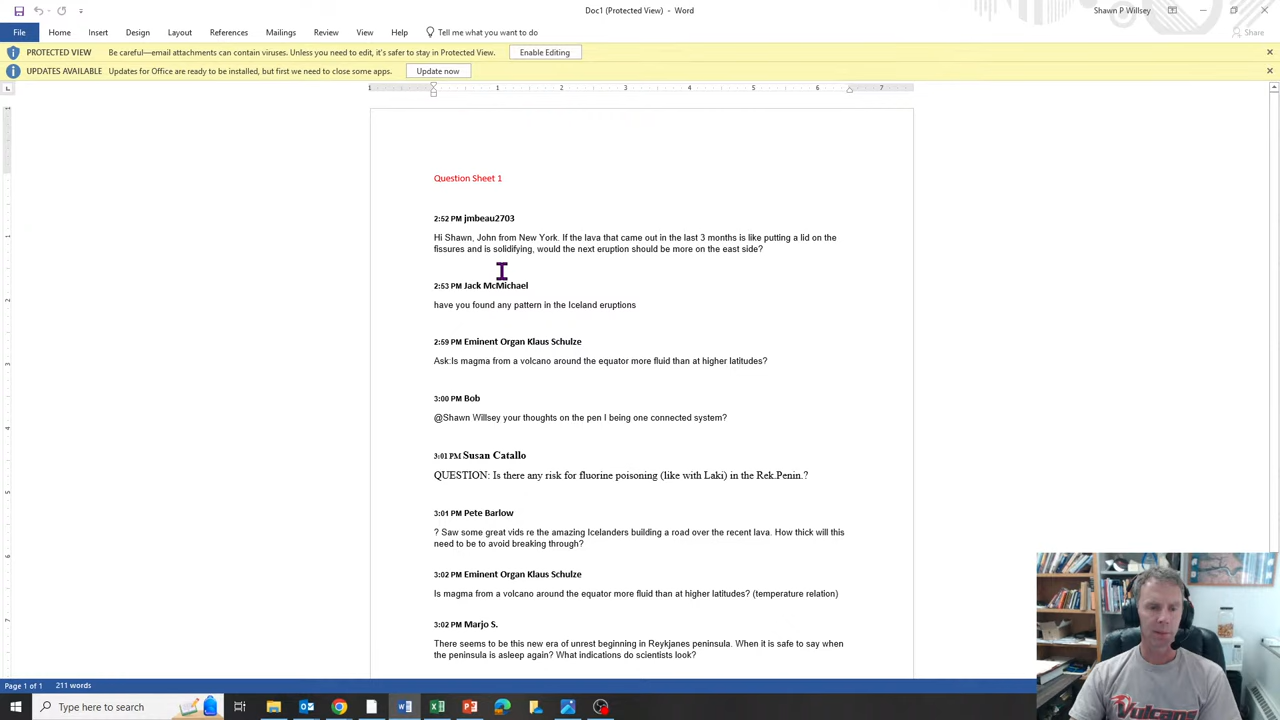 Doc1 (Protected View) - Word
Shawn P Willsey
File Home Insert Design Layout References Mailings Review View Help Tell me what you want to do
Share
PROTECTED VIEW Be careful—email attachments can contain viruses. Unless you need to edit, it's safer to stay in Protected View. Enable Editing
UPDATES AVAILABLE Updates for Office are ready to be installed, but first we need to close some apps. Update now
1 1 2 3 4 5 6 7
Question Sheet 1
2:52 PM jmbeau2703
Hi Shawn, John from New York. If the lava that came out in the last 3 months is like putting a lid on the
fissures and is solidifying, would the next eruption should be more on the east side?
2:53 PM Jack McMichael
have you found any pattern in the Iceland eruptions
2:59 PM Eminent Organ Klaus Schulze
Ask:Is magma from a volcano around the equator more fluid than at higher latitudes?
3:00 PM Bob
@Shawn Willsey your thoughts on the pen I being one connected system?
3:01 PM Susan Catallo
QUESTION: Is there any risk for fluorine poisoning (like with Laki) in the Rek.Penin.?
3:01 PM Pete Barlow
? Saw some great vids re the amazing Icelanders building a road over the recent lava. How thick will this
need to be to avoid breaking through?
3:02 PM Eminent Organ Klaus Schulze
Is magma from a volcano around the equator more fluid than at higher latitudes? (temperature relation)
3:02 PM Marjo S.
There seems to be this new era of unrest beginning in Reykjanes peninsula. When it is safe to say when
the peninsula is asleep again? What indications do scientists look?
Page 1 of 1 211 words
Type here to search
Vulcans